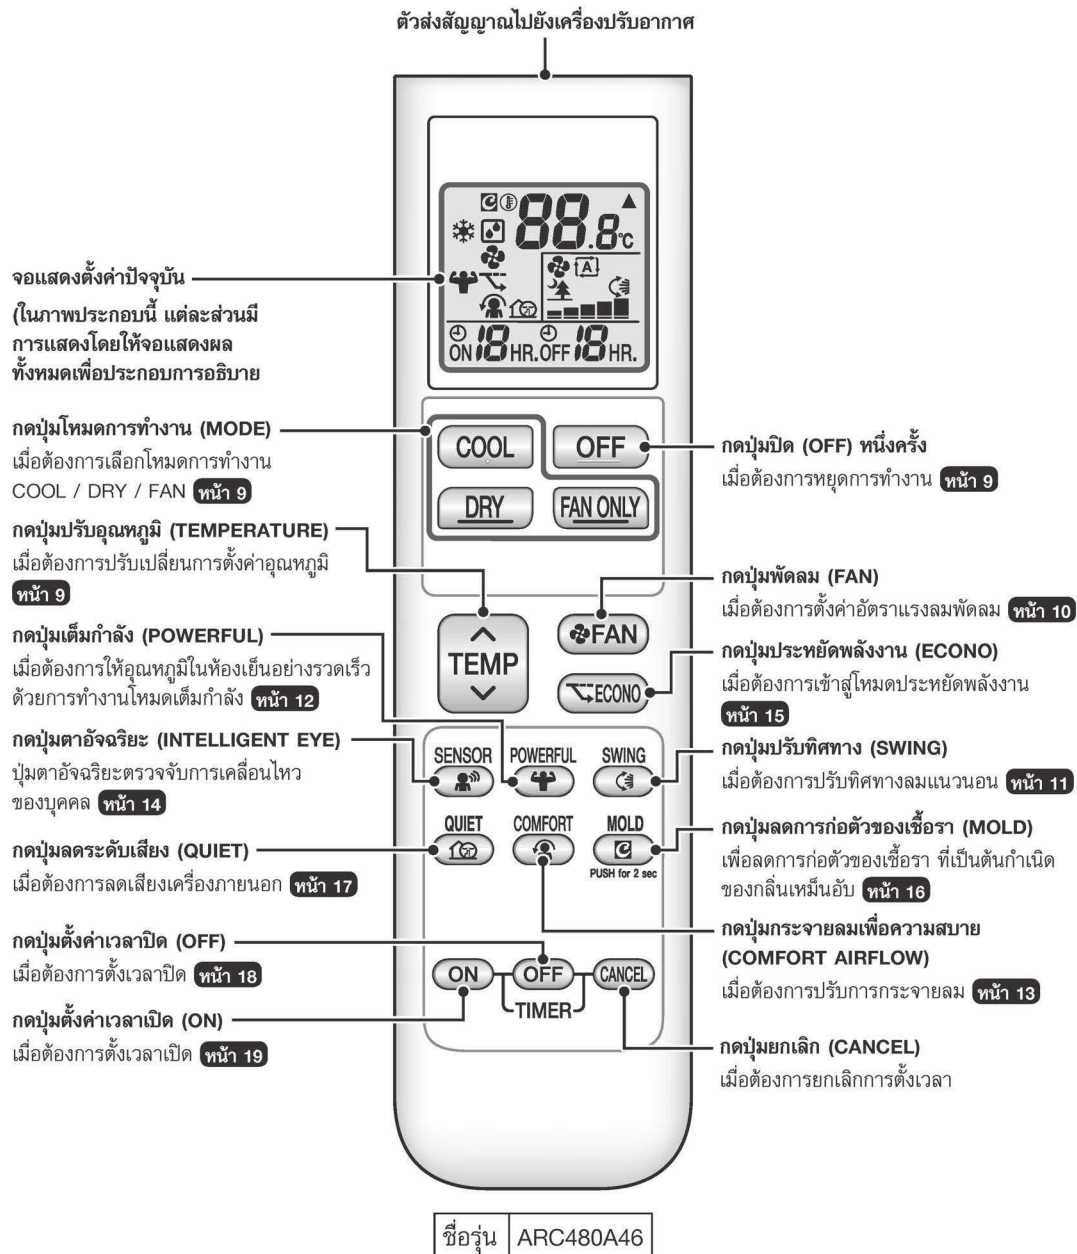 ตัวส่งสัญญาณไปยังเครื่องปรับอากาศ
88.8°C
A
ON 18 HR. OFF 18 HR.
จอแสดงตั้งค่าปัจจุบัน
(ในภาพประกอบนี้ แต่ละส่วนมี
การแสดงโดยให้จอแสดงผล
ทั้งหมดเพื่อประกอบการอธิบาย
กดปุ่มโหมดการทำงาน (MODE)
เมื่อต้องการเลือกโหมดการทำงาน
COOL / DRY / FAN หน้า 9
กดปุ่มปรับอุณหภูมิ (TEMPERATURE)
เมื่อต้องการปรับเปลี่ยนการตั้งค่าอุณหภูมิ
หน้า 9
กดปุ่มเต็มกำลัง (POWERFUL)
เมื่อต้องการให้อุณหภูมิในห้องเย็นอย่างรวดเร็ว
ด้วยการทำงานโหมดเต็มกำลัง หน้า 12
กดปุ่มตาอัจฉริยะ (INTELLIGENT EYE)
ปุ่มตาอัจฉริยะตรวจจับการเคลื่อนไหว
ของบุคคล หน้า 14
กดปุ่มลดระดับเสียง (QUIET)
เมื่อต้องการลดเสียงเครื่องภายนอก หน้า 17
กดปุ่มตั้งค่าเวลาปิด (OFF)
เมื่อต้องการตั้งเวลาปิด หน้า 18
กดปุ่มตั้งค่าเวลาเปิด (ON)
เมื่อต้องการตั้งเวลาเปิด หน้า 19
COOL OFF
DRY FAN ONLY
TEMP
FAN
ECONO
SENSOR POWERFUL SWING
QUIET COMFORT MOLD
PUSH for 2 sec
ON OFF CANCEL
TIMER
กดปุ่มปิด (OFF) หนึ่งครั้ง
เมื่อต้องการหยุดการทำงาน หน้า 9
กดปุ่มพัดลม (FAN)
เมื่อต้องการตั้งค่าอัตราแรงลมพัดลม หน้า 10
กดปุ่มประหยัดพลังงาน (ECONO)
เมื่อต้องการเข้าสู่โหมดประหยัดพลังงาน
หน้า 15
กดปุ่มปรับทิศทาง (SWING)
เมื่อต้องการปรับทิศทางลมแนวนอน หน้า 11
กดปุ่มลดการก่อตัวของเชื้อรา (MOLD)
เพื่อลดการก่อตัวของเชื้อรา ที่เป็นต้นกำเนิด
ของกลิ่นเหม็นอับ หน้า 16
กดปุ่มกระจายลมเพื่อความสบาย
(COMFORT AIRFLOW)
เมื่อต้องการปรับการกระจายลม หน้า 13
กดปุ่มยกเลิก (CANCEL)
เมื่อต้องการยกเลิกการตั้งเวลา
ชื่อรุ่น ARC480A46